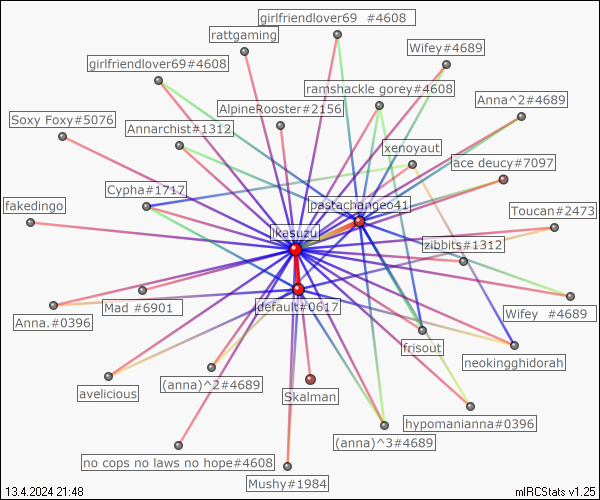 girlfriendlover69  #4608
rattgaming
Wifey#4689
girlfriendlover69#4608
ramshackle gorey#4608
Anna^2#4689
AlpineRooster#2156
Soxy Foxy#5076
Annarchist#1312
xenoyaut
ace deucy#7097
Cypha#1717
fakedingo
pastachangeo41
Toucan#2473
ikesuzu
zibbits#1312
Mad #6901
default#0617
Wifey  #4689
Anna.#0396
frisout
neokingghidorah
(anna)^2#4689
avelicious
Skalman
hypomanianna#0396
(anna)^3#4689
no cops no laws no hope#4608
Mushy#1984
13.4.2024 21:48
mIRCStats v1.25